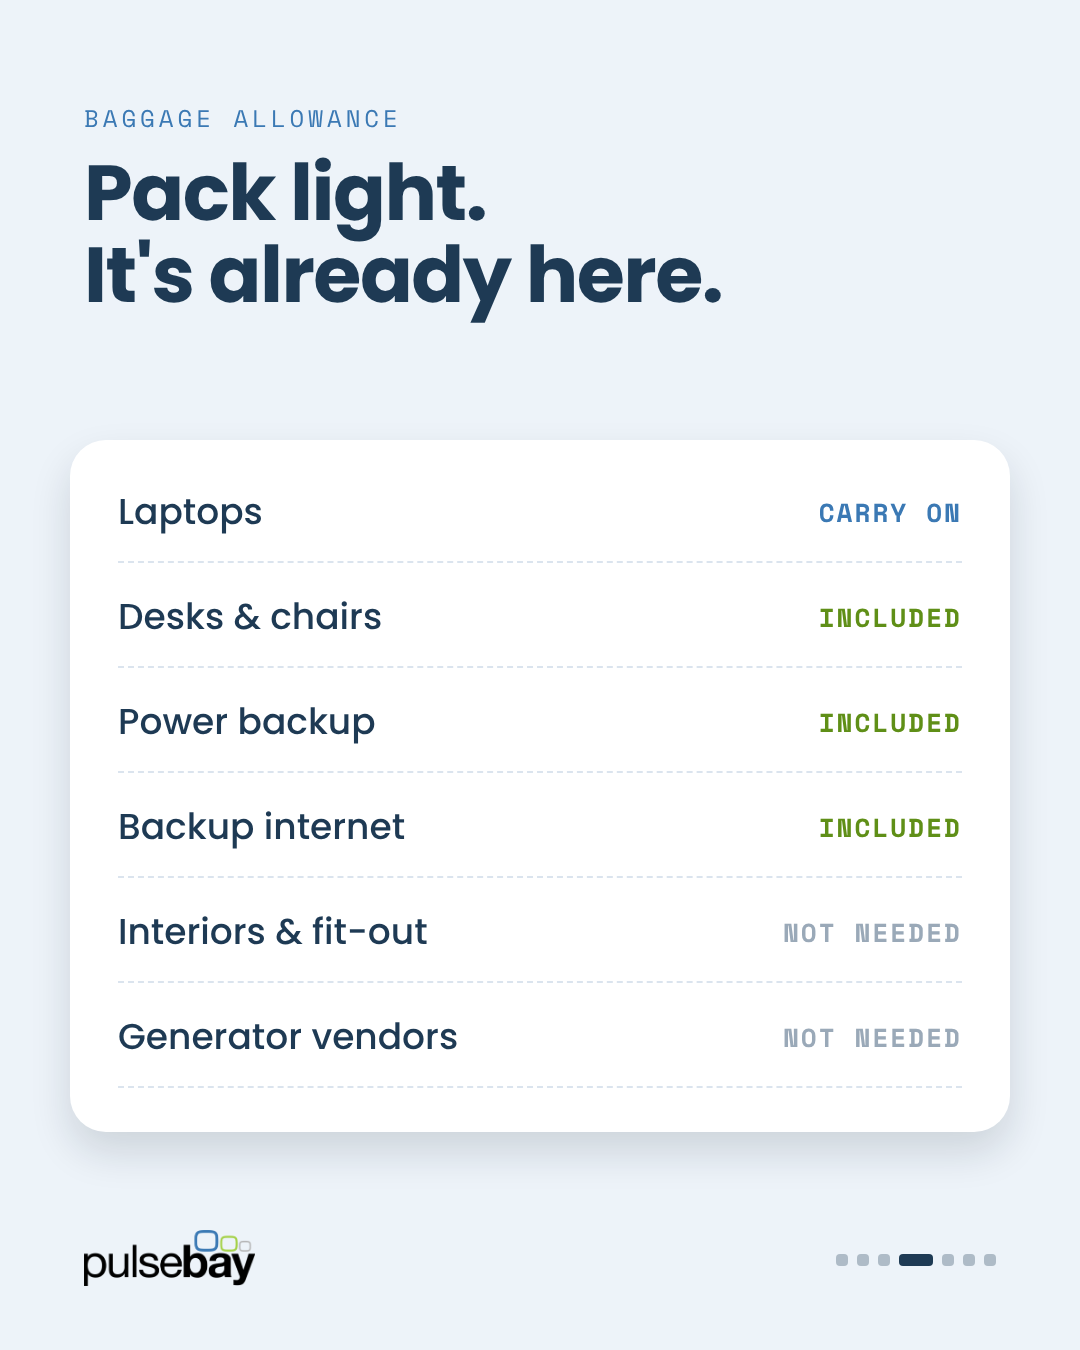 BAGGAGE ALLOWANCE
Pack light.
It's already here.
Laptops CARRY ON
Desks & chairs INCLUDED
Power backup INCLUDED
Backup internet INCLUDED
Interiors & fit-out NOT NEEDED
Generator vendors NOT NEEDED
pulsebay